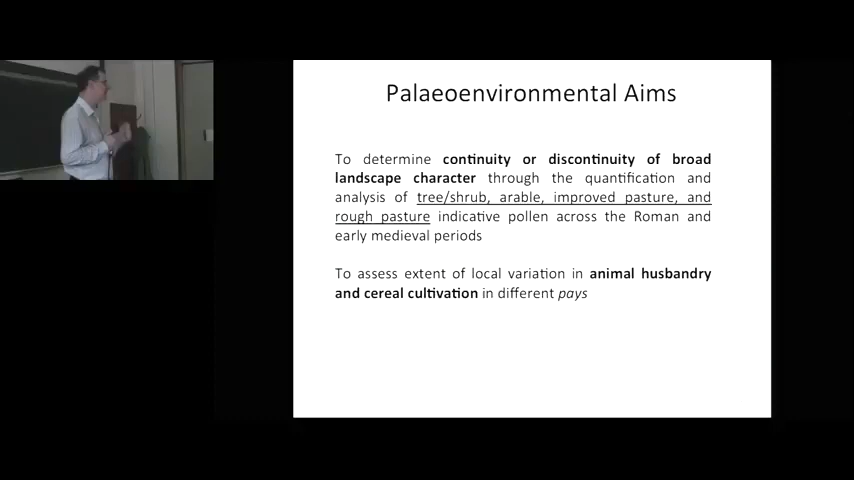 Palaeoenvironmental Aims
To determine continuity or discontinuity of broad
landscape character through the quantification and
analysis of tree/shrub, arable, improved pasture, and
rough pasture indicative pollen across the Roman and
early medieval periods
To assess extent of local variation in animal husbandry
and cereal cultivation in different pays